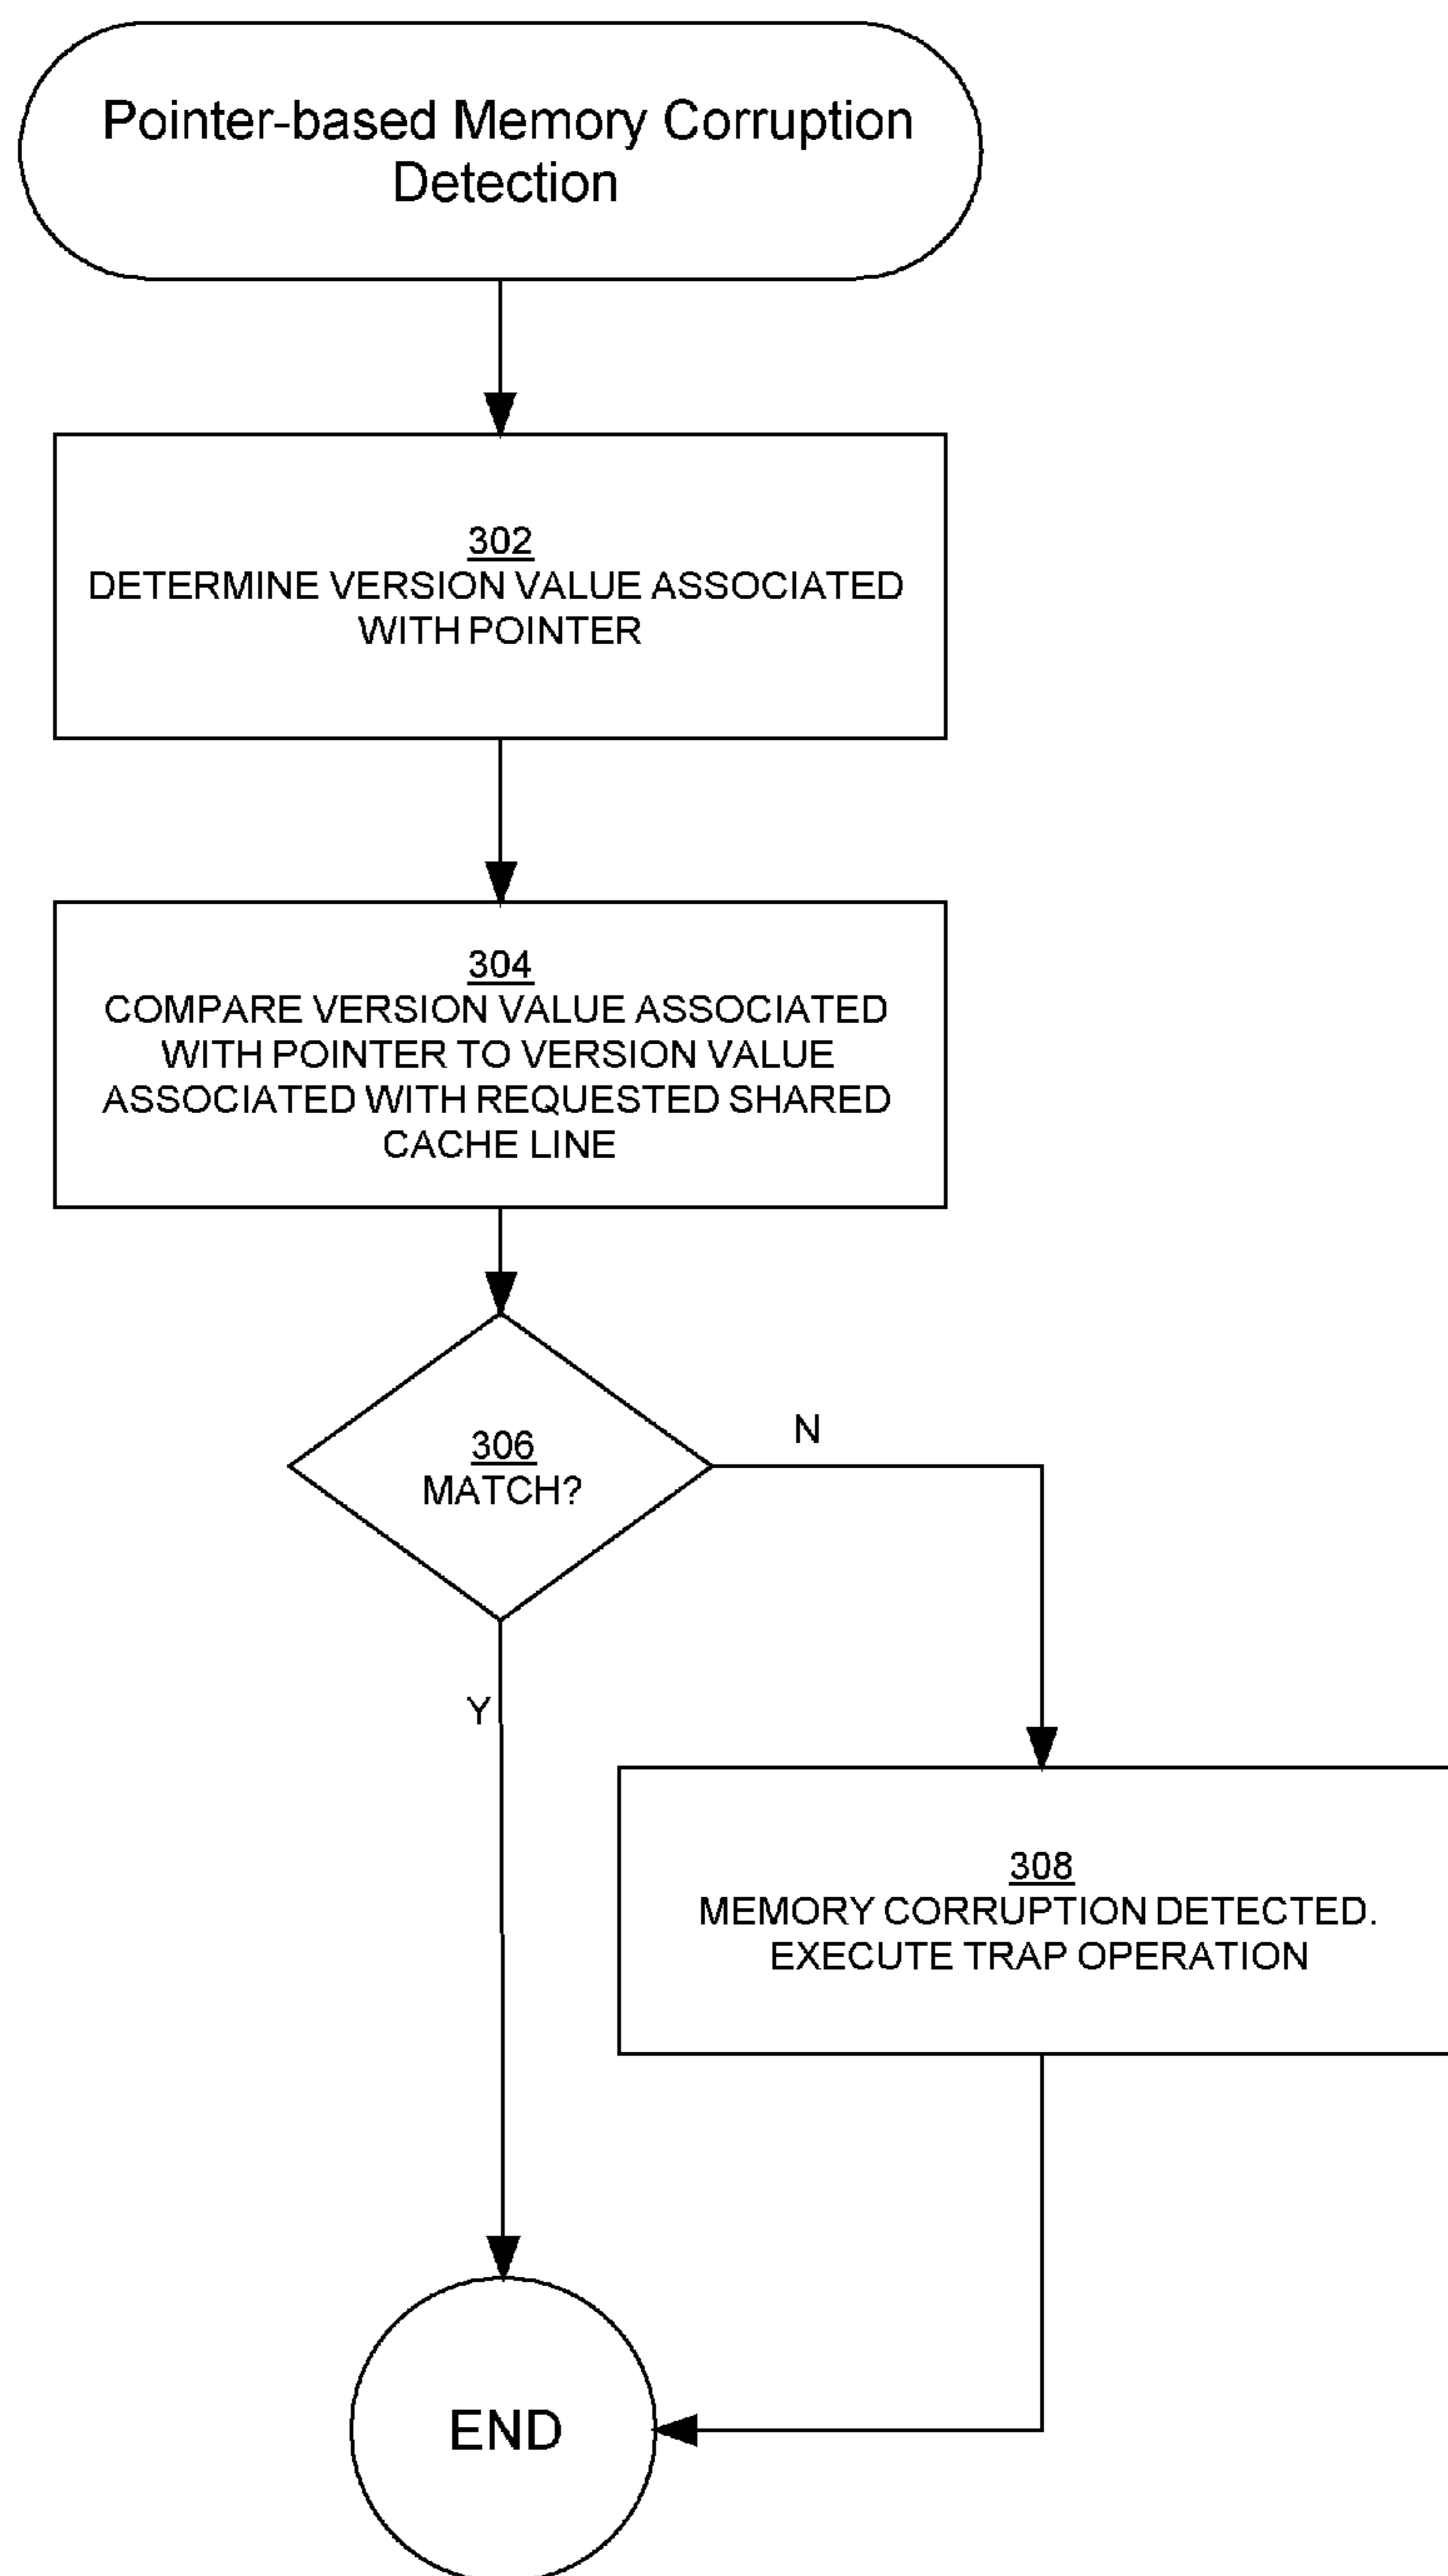 Pointer-based Memory Corruption
Detection
302
DETERMINE VERSION VALUE ASSOCIATED
WITH POINTER
304
COMPARE VERSION VALUE ASSOCIATED
WITH POINTER TO VERSION VALUE
ASSOCIATED WITH REQUESTED SHARED
CACHE LINE
306
MATCH?
N
Y
308
MEMORY CORRUPTION DETECTED.
EXECUTE TRAP OPERATION
END